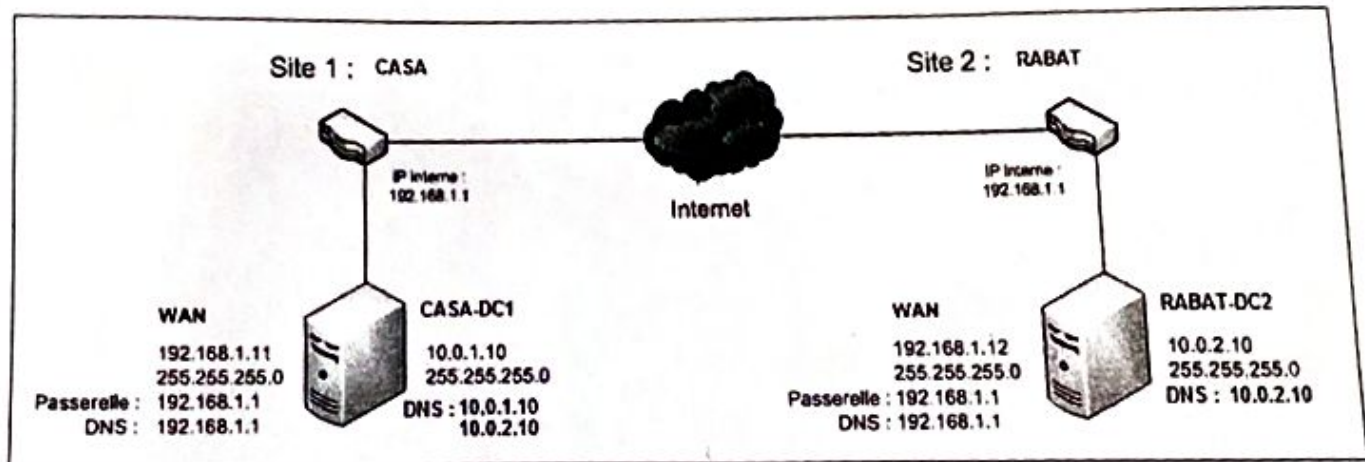 Site 1 : CASA
Site 2 : RABAT
IP Interne :
192.168.1.1
Internet
IP Interne :
192.168.1.1
WAN
192.168.1.11
255.255.255.0
Passerelle : 192.168.1.1
DNS : 192.168.1.1
CASA-DC1
10.0.1.10
255.255.255.0
DNS : 10.0.1.10
10.0.2.10
WAN
192.168.1.12
255.255.255.0
Passerelle : 192.168.1.1
DNS : 192.168.1.1
RABAT-DC2
10.0.2.10
255.255.255.0
DNS : 10.0.2.10